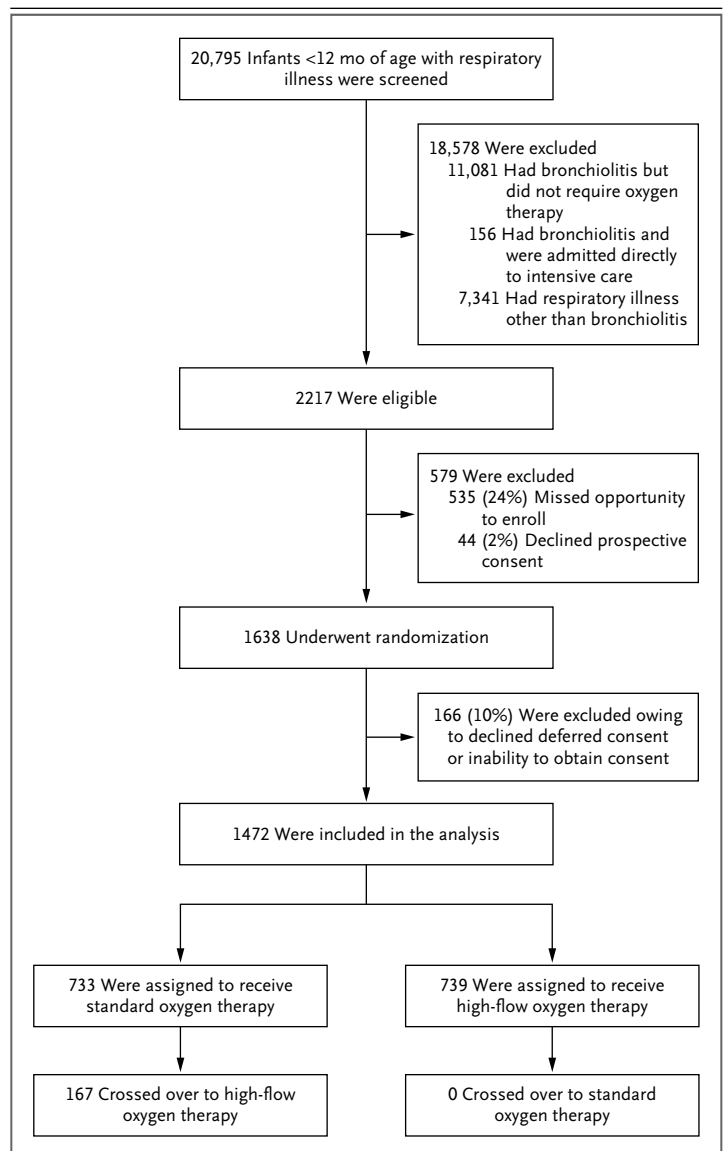 20,795 Infants <12 mo of age with respiratory
illness were screened
18,578 Were excluded
11,081 Had bronchiolitis but
did not require oxygen
therapy
156 Had bronchiolitis and
were admitted directly
to intensive care
7,341 Had respiratory illness
other than bronchiolitis
2217 Were eligible
579 Were excluded
535 (24%) Missed opportunity
to enroll
44 (2%) Declined prospective
consent
1638 Underwent randomization
166 (10%) Were excluded owing
to declined deferred consent
or inability to obtain consent
1472 Were included in the analysis
733 Were assigned to receive
standard oxygen therapy
739 Were assigned to receive
high-flow oxygen therapy
167 Crossed over to high-flow
oxygen therapy
0 Crossed over to standard
oxygen therapy